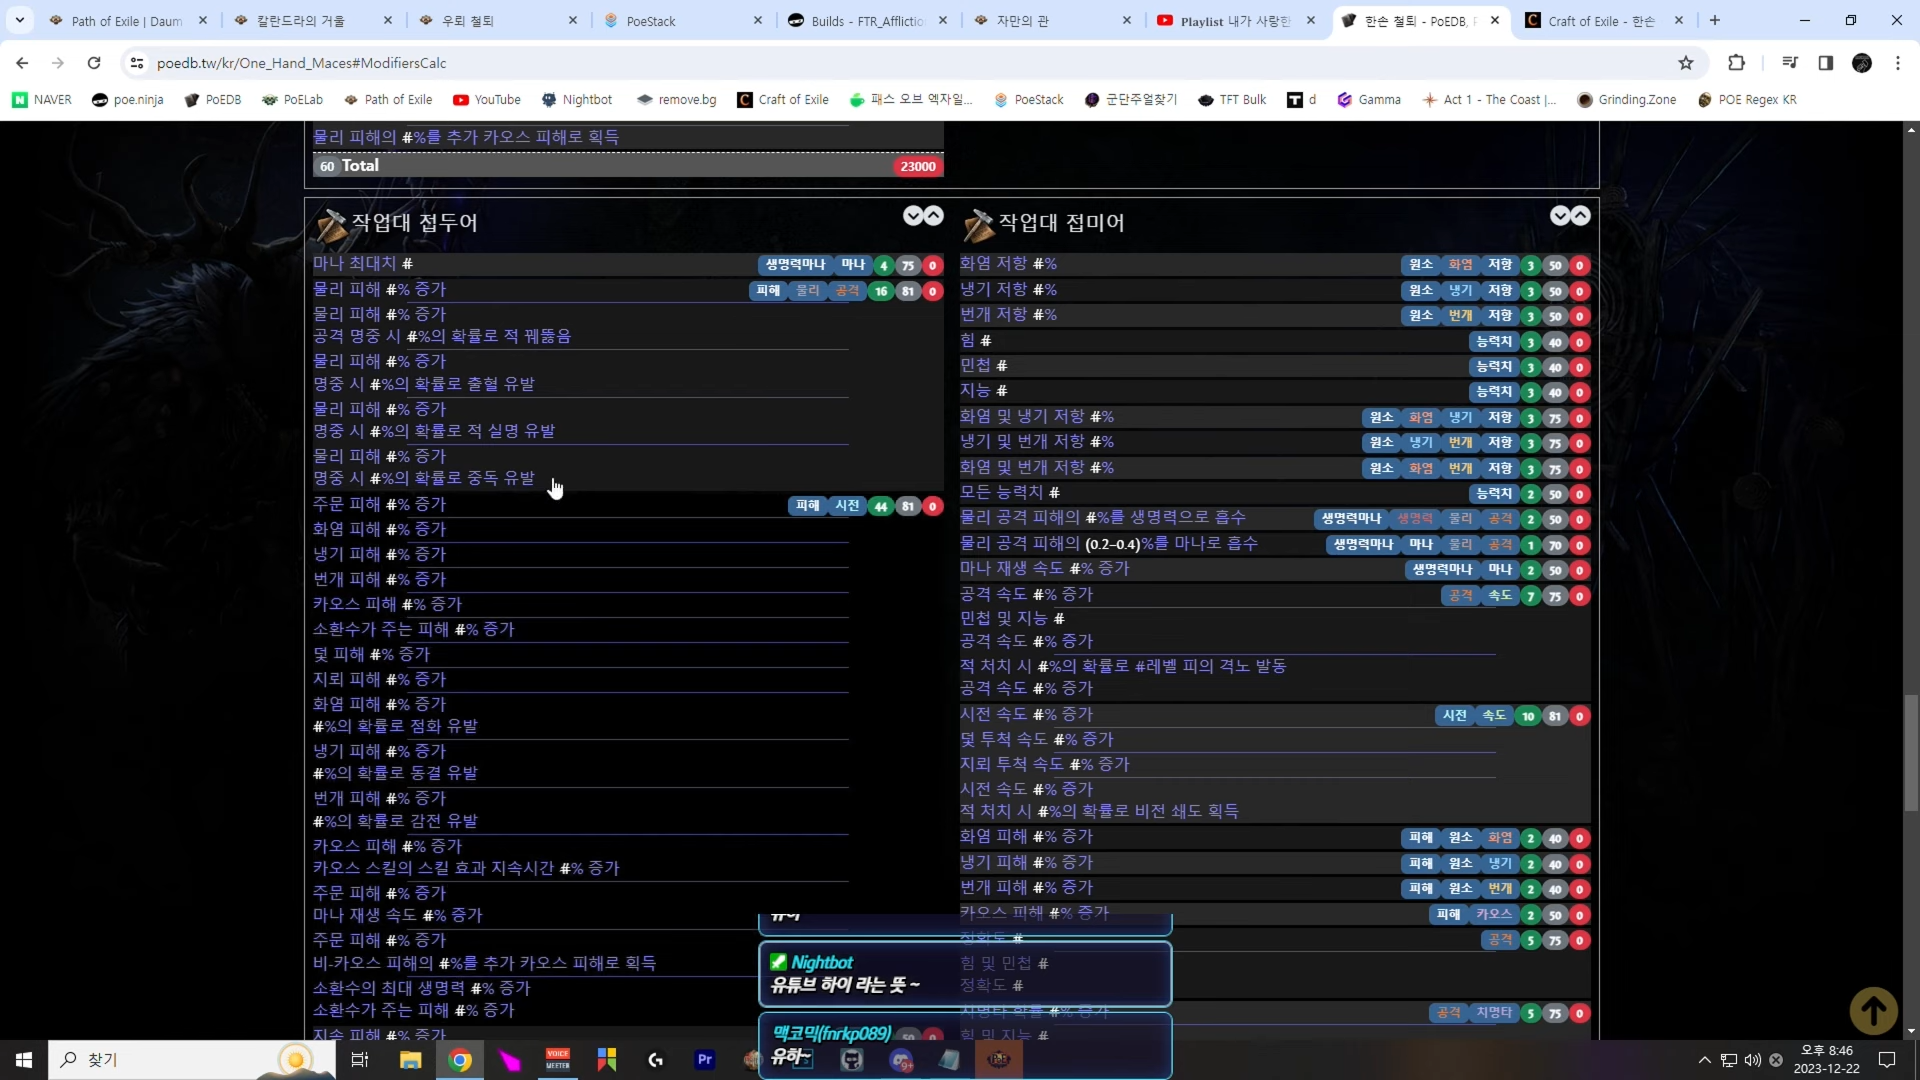 Path of Exile | Daum
칼란드라의 거울
우뢰 철퇴
PoeStack
Builds - FTR_Afflictio
자만의 관
Playlist 내가 사랑한
한손 철퇴 - PoEDB, P
Craft of Exile - 한손
poedb.tw/kr/One_Hand_Maces#ModifiersCalc
NAVER
poe.ninja
PoEDB
PoELab
Path of Exile
YouTube
Nightbot
remove.bg
Craft of Exile
패스 오브 엑자일...
PoeStack
군단주얼찾기
TFT Bulk
d
Gamma
Act 1 - The Coast |...
Grinding.Zone
POE Regex KR
물리 피해의 #%를 추가 카오스 피해로 획득
60 Total 23000
작업대 접두어
마나 최대치 # 생명력마나 마나 4 75 0
물리 피해 #% 증가 피해 물리 공격 16 81 0
물리 피해 #% 증가
공격 명중 시 #%의 확률로 적 꿰뚫음
물리 피해 #% 증가
명중 시 #%의 확률로 출혈 유발
물리 피해 #% 증가
명중 시 #%의 확률로 적 실명 유발
물리 피해 #% 증가
명중 시 #%의 확률로 중독 유발
주문 피해 #% 증가 피해 시전 44 81 0
화염 피해 #% 증가
냉기 피해 #% 증가
번개 피해 #% 증가
카오스 피해 #% 증가
소환수가 주는 피해 #% 증가
덫 피해 #% 증가
지뢰 피해 #% 증가
화염 피해 #% 증가
#%의 확률로 점화 유발
냉기 피해 #% 증가
#%의 확률로 동결 유발
번개 피해 #% 증가
#%의 확률로 감전 유발
카오스 피해 #% 증가
카오스 스킬의 스킬 효과 지속시간 #% 증가
주문 피해 #% 증가
마나 재생 속도 #% 증가
주문 피해 #% 증가
비-카오스 피해의 #%를 추가 카오스 피해로 획득
소환수의 최대 생명력 #% 증가
소환수가 주는 피해 #% 증가
지속 피해 #% 증가
작업대 접미어
화염 저항 #% 원소 화염 저항 3 50 0
냉기 저항 #% 원소 냉기 저항 3 50 0
번개 저항 #% 원소 번개 저항 3 50 0
힘 # 능력치 3 40 0
민첩 # 능력치 3 40 0
지능 # 능력치 3 40 0
화염 및 냉기 저항 #% 원소 화염 냉기 저항 3 75 0
냉기 및 번개 저항 #% 원소 냉기 번개 저항 3 75 0
화염 및 번개 저항 #% 원소 화염 번개 저항 3 75 0
모든 능력치 # 능력치 2 50 0
물리 공격 피해의 #%를 생명력으로 흡수 생명력마나 생명력 물리 공격 2 50 0
물리 공격 피해의 (0.2–0.4)%를 마나로 흡수 생명력마나 마나 물리 공격 1 70 0
마나 재생 속도 #% 증가 생명력마나 마나 2 50 0
공격 속도 #% 증가 공격 속도 7 75 0
민첩 및 지능 #
공격 속도 #% 증가
적 처치 시 #%의 확률로 #레벨 피의 격노 발동
공격 속도 #% 증가
시전 속도 #% 증가 시전 속도 10 81 0
덫 투척 속도 #% 증가
지뢰 투척 속도 #% 증가
시전 속도 #% 증가
적 처치 시 #%의 확률로 비전 쇄도 획득
화염 피해 #% 증가 피해 원소 화염 2 40 0
냉기 피해 #% 증가 피해 원소 냉기 2 40 0
번개 피해 #% 증가 피해 원소 번개 2 40 0
카오스 피해 #% 증가 피해 카오스 2 50 0
정확도 # 공격 5 75 0
힘 및 민첩 #
정확도 #
치명타 확률 #% 증가 공격 치명타 5 75 0
힘 및 지능 #
Nightbot
유튜브 하이 라는 뜻 ~
맥코믹(fnrkp089)
유하~
찾기
VOICE
MEETER
Pr
9+
오후 8:46
2023-12-22